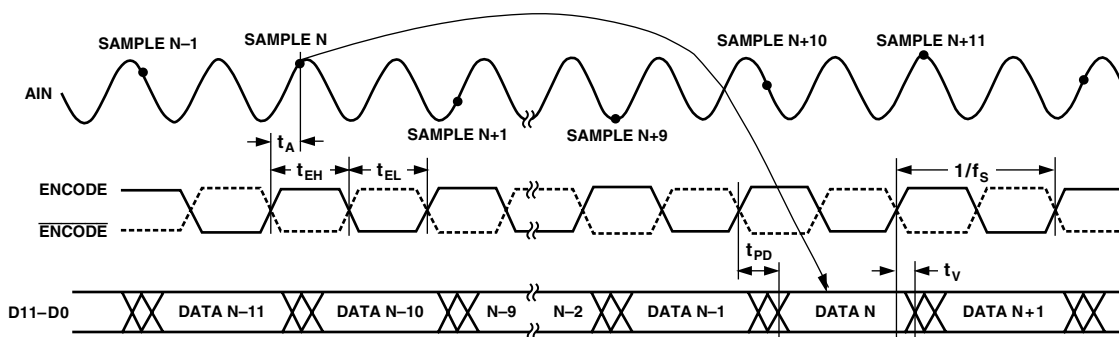 SAMPLE N–1
SAMPLE N
SAMPLE N+10
SAMPLE N+11
AIN
SAMPLE N+1
SAMPLE N+9
tA
tEH
tEL
1/fS
ENCODE
ENCODE
tPD
tV
D11–D0
DATA N–11
DATA N–10
N–9
N–2
DATA N–1
DATA N
DATA N+1